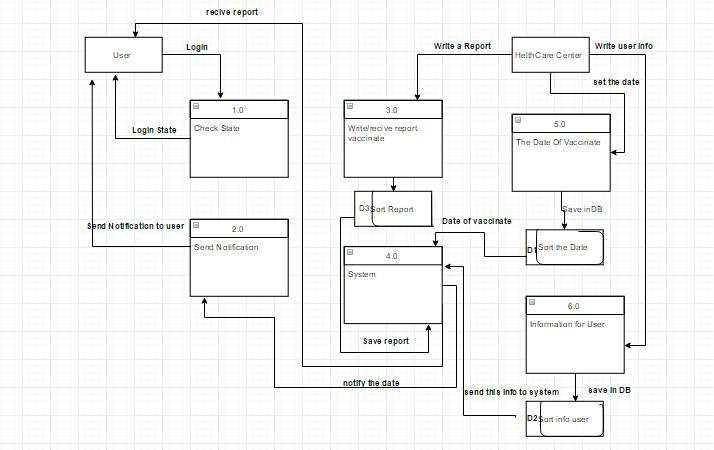 recive report
User
Login
Write a Report
HelthCare Center
Write user info
set the date
1.0
Check State
Login State
3.0
Write/recive report
vaccinate
5.0
The Date Of Vaccinate
D3
Sort Report
Save inDB
Send Notification to user
2.0
Send Notification
Date of vaccinate
D1
Sort the Date
4.0
System
6.0
Information for User
Save report
notify the date
send this info to system
save in DB
D2
Sort info user